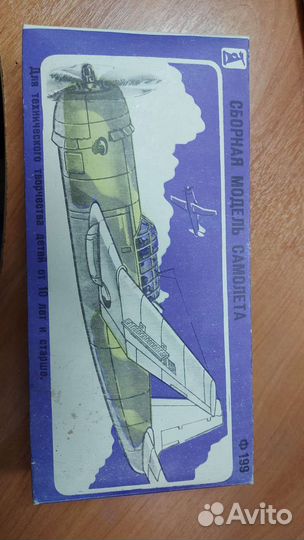 СБОРНАЯ МОДЕЛЬ САМОЛЕТА
Для технического творчества детей от 10 лет и старше.
Ф 199
Avito